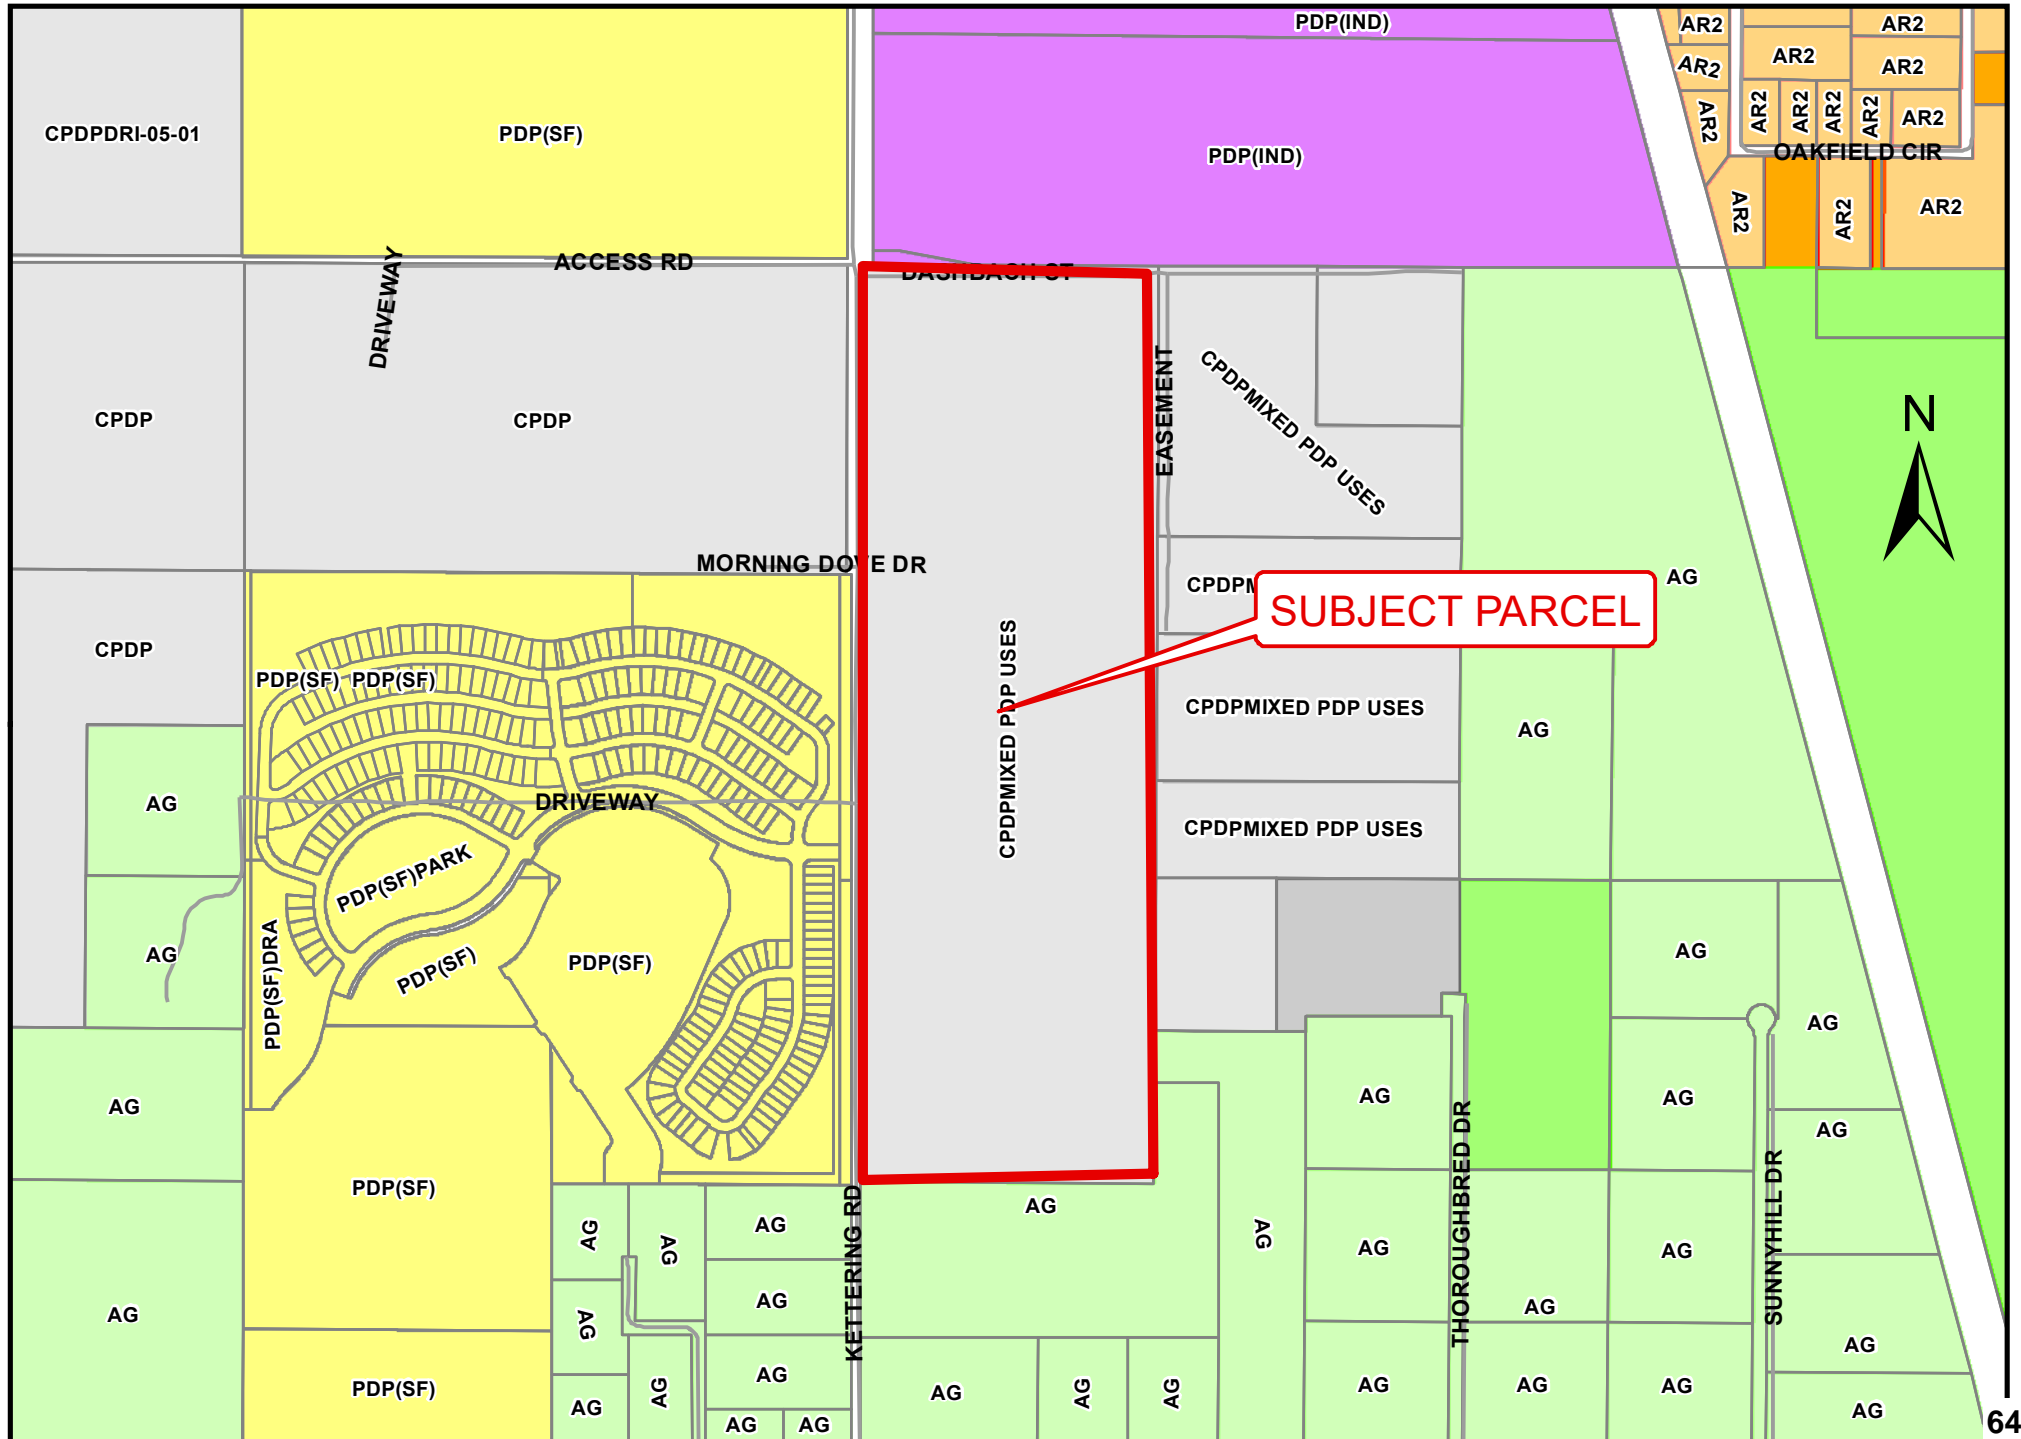 PDP(IND)
AR2
AR2
AR2
AR2
AR2
AR2
CPDPDRI-05-01
PDP(SF)
PDP(IND)
AR2
AR2
AR2
AR2
AR2
AR2
OAKFIELD CIR
AR2
AR2
AR2
ACCESS RD
DASHBACH ST
DRIVEWAY
EASEMENT
CPDPMIXED PDP USES
N
CPDP
CPDP
MORNING DOVE DR
AG
SUBJECT PARCEL
CPDP
PDP(SF)
PDP(SF)
CPDPMIXED PDP USES
CPDPMIXED PDP USES
AG
AG
DRIVEWAY
CPDPMIXED PDP USES
PDP(SF)PARK
AG
PDP(SF)DRA
PDP(SF)
PDP(SF)
AG
AG
AG
AG
AG
AG
AG
PDP(SF)
AG
AG
AG
AG
AG
AG
KETTERING RD
THOROUGHBRED DR
SUNNYHILL DR
AG
AG
AG
AG
AG
AG
AG
PDP(SF)
AG
AG
AG
AG
AG
AG
AG
AG
AG
AG
AG
AG
AG
64